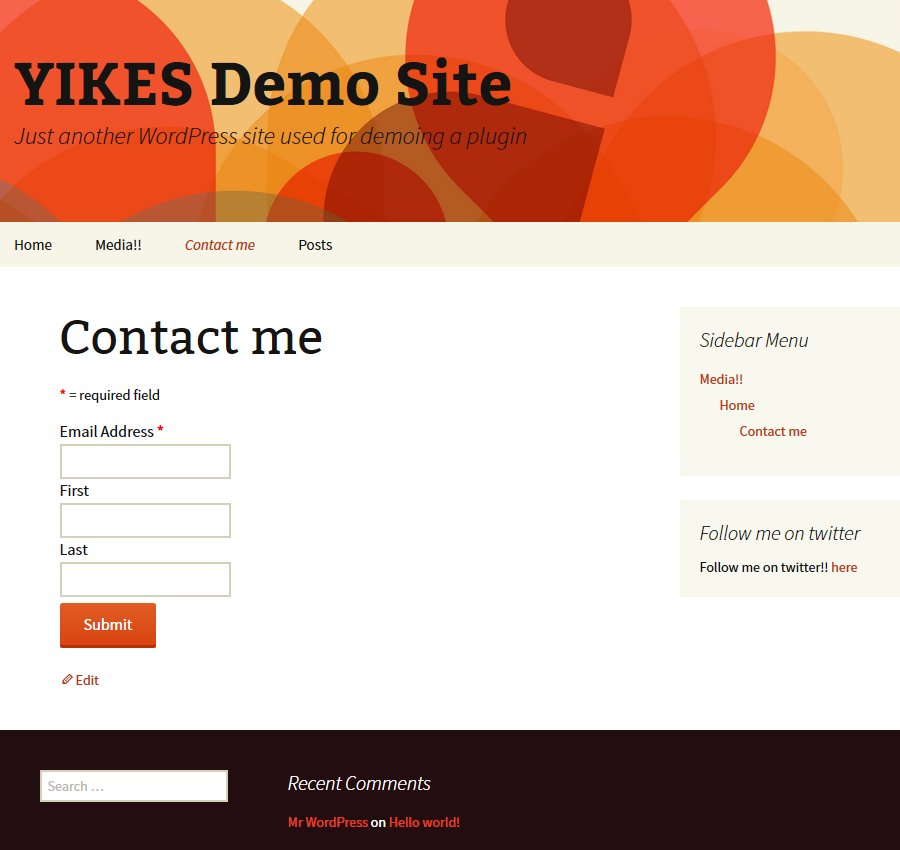 YIKES Demo Site
Just another WordPress site used for demoing a plugin
Home Media!! Contact me Posts
Contact me
* = required field
Email Address *
First
Last
Submit
Edit
Sidebar Menu
Media!!
Home
Contact me
Follow me on twitter
Follow me on twitter!! here
Search ...
Recent Comments
Mr WordPress on Hello world!